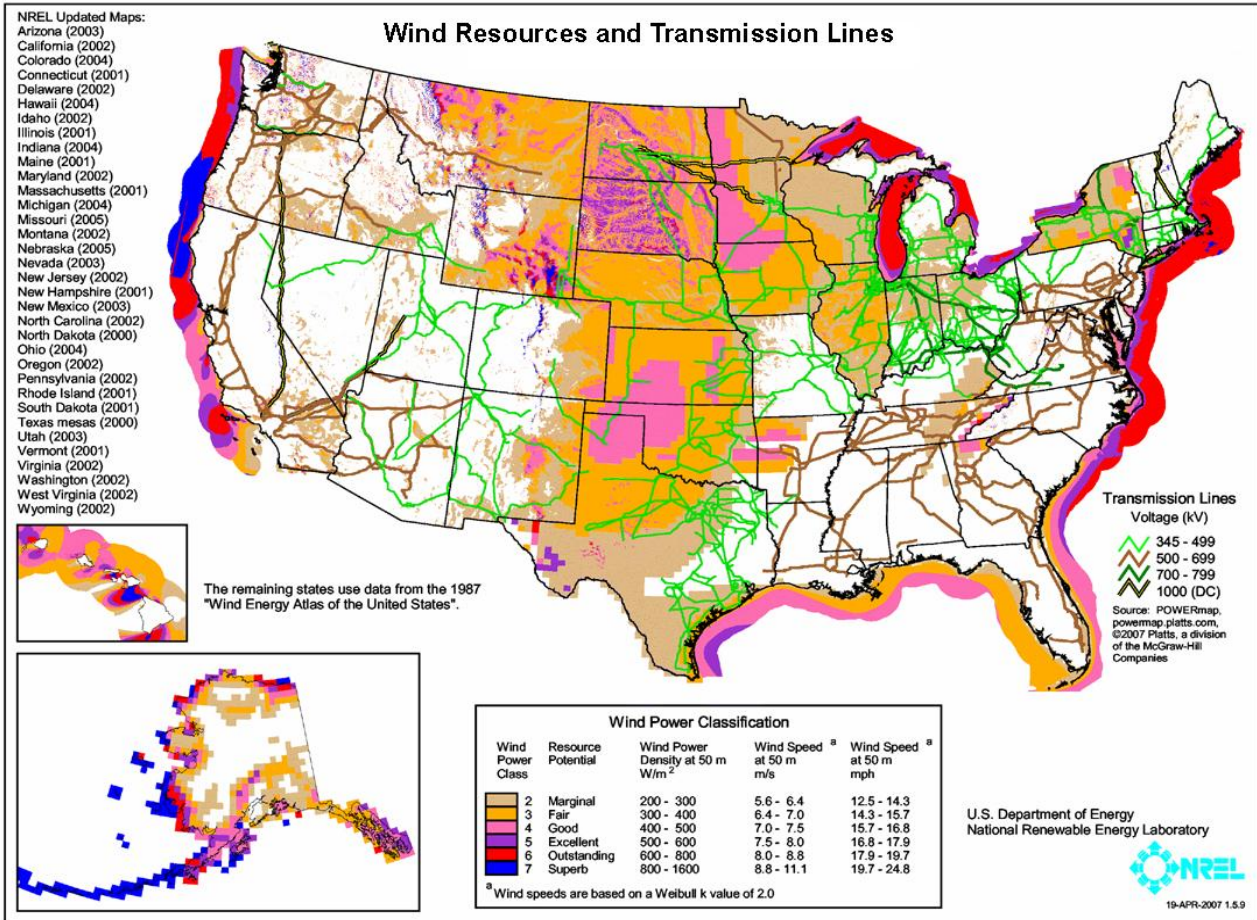 Wind Resources and Transmission Lines
NREL Updated Maps:
Arizona (2003)
California (2002)
Colorado (2004)
Connecticut (2001)
Delaware (2002)
Hawaii (2004)
Idaho (2002)
Illinois (2001)
Indiana (2004)
Maine (2001)
Maryland (2002)
Massachusetts (2001)
Michigan (2004)
Missouri (2005)
Montana (2002)
Nebraska (2005)
Nevada (2003)
New Jersey (2002)
New Hampshire (2001)
New Mexico (2003)
North Carolina (2002)
North Dakota (2000)
Ohio (2004)
Oregon (2002)
Pennsylvania (2002)
Rhode Island (2001)
South Dakota (2001)
Texas mesas (2000)
Utah (2003)
Vermont (2001)
Virginia (2002)
Washington (2002)
West Virginia (2002)
Wyoming (2002)
The remaining states use data from the 1987
"Wind Energy Atlas of the United States".
Transmission Lines
Voltage (kV)
345 - 499
500 - 699
700 - 799
1000 (DC)
Source: POWERmap,
powermap.platts.com,
©2007 Platts, a division
of the McGraw-Hill
Companies
Wind Power Classification
Wind Resource Wind Power Wind Speed a Wind Speed a
Power Potential Density at 50 m at 50 m at 50 m
Class W/m 2 m/s mph
2 Marginal 200 - 300 5.6 - 6.4 12.5 - 14.3
3 Fair 300 - 400 6.4 - 7.0 14.3 - 15.7
4 Good 400 - 500 7.0 - 7.5 15.7 - 16.8
5 Excellent 500 - 600 7.5 - 8.0 16.8 - 17.9
6 Outstanding 600 - 800 8.0 - 8.8 17.9 - 19.7
7 Superb 800 - 1600 8.8 - 11.1 19.7 - 24.8
a Wind speeds are based on a Weibull k value of 2.0
U.S. Department of Energy
National Renewable Energy Laboratory
NREL
19-APR-2007 1.5.9